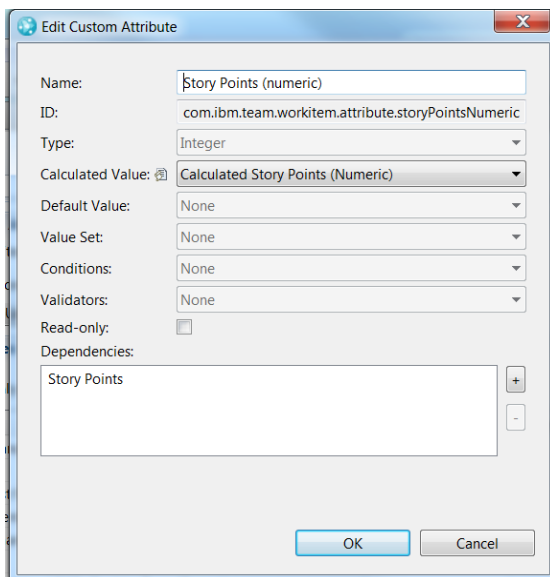 Edit Custom Attribute
Name: Story Points (numeric)
ID: com.ibm.team.workitem.attribute.storyPointsNumeric
Type: Integer
Calculated Value: Calculated Story Points (Numeric)
Default Value: None
Value Set: None
Conditions: None
Validators: None
Read-only:
Dependencies:
Story Points
+
-
OK Cancel